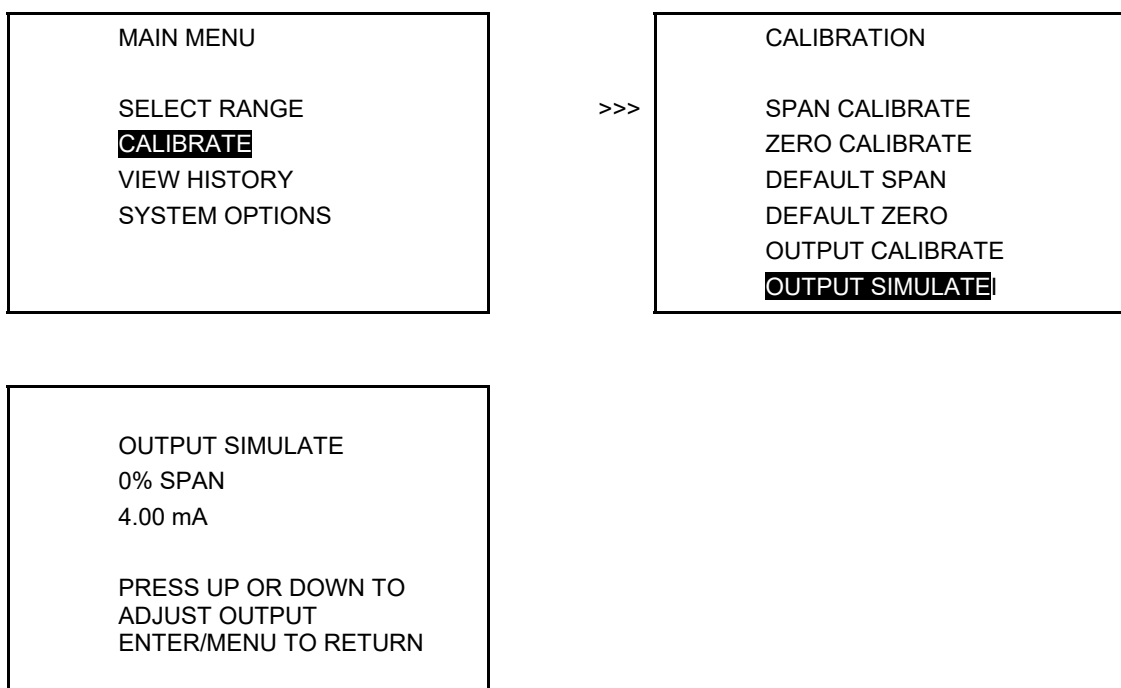 MAIN MENU
SELECT RANGE
CALIBRATE
VIEW HISTORY
SYSTEM OPTIONS
>>>
CALIBRATION
SPAN CALIBRATE
ZERO CALIBRATE
DEFAULT SPAN
DEFAULT ZERO
OUTPUT CALIBRATE
OUTPUT SIMULATEI
OUTPUT SIMULATE
0% SPAN
4.00 mA
PRESS UP OR DOWN TO
ADJUST OUTPUT
ENTER/MENU TO RETURN